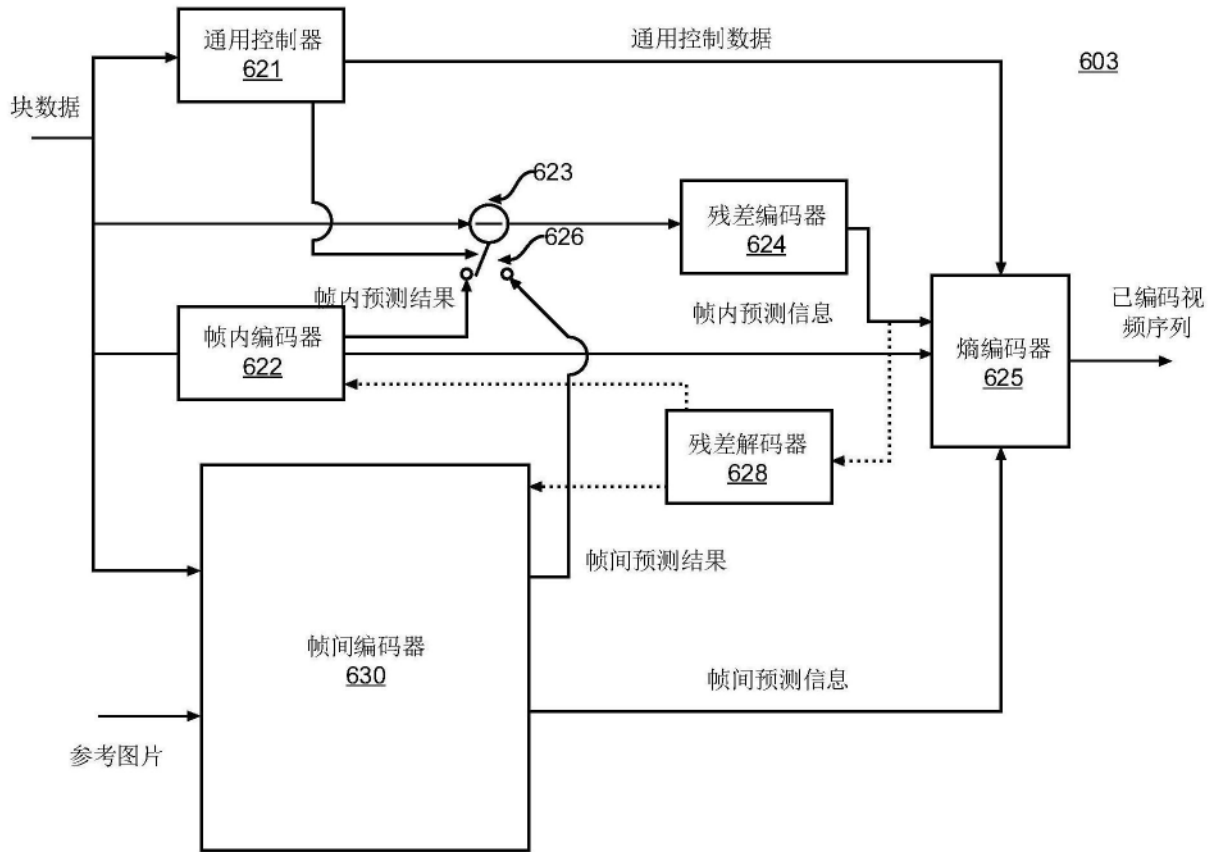 通用控制器
621
通用控制数据
603
块数据
623
626
残差编码器
624
帧内预测结果
帧内预测信息
已编码视
频序列
帧内编码器
622
熵编码器
625
残差解码器
628
帧间预测结果
帧间编码器
630
帧间预测信息
参考图片